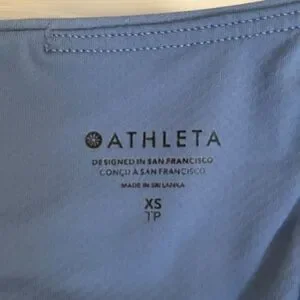 ATHLETA
DESIGNED IN SAN FRANCISCO
CONÇU À SAN FRANCISCO
MADE IN SRI LANKA
XS
TP